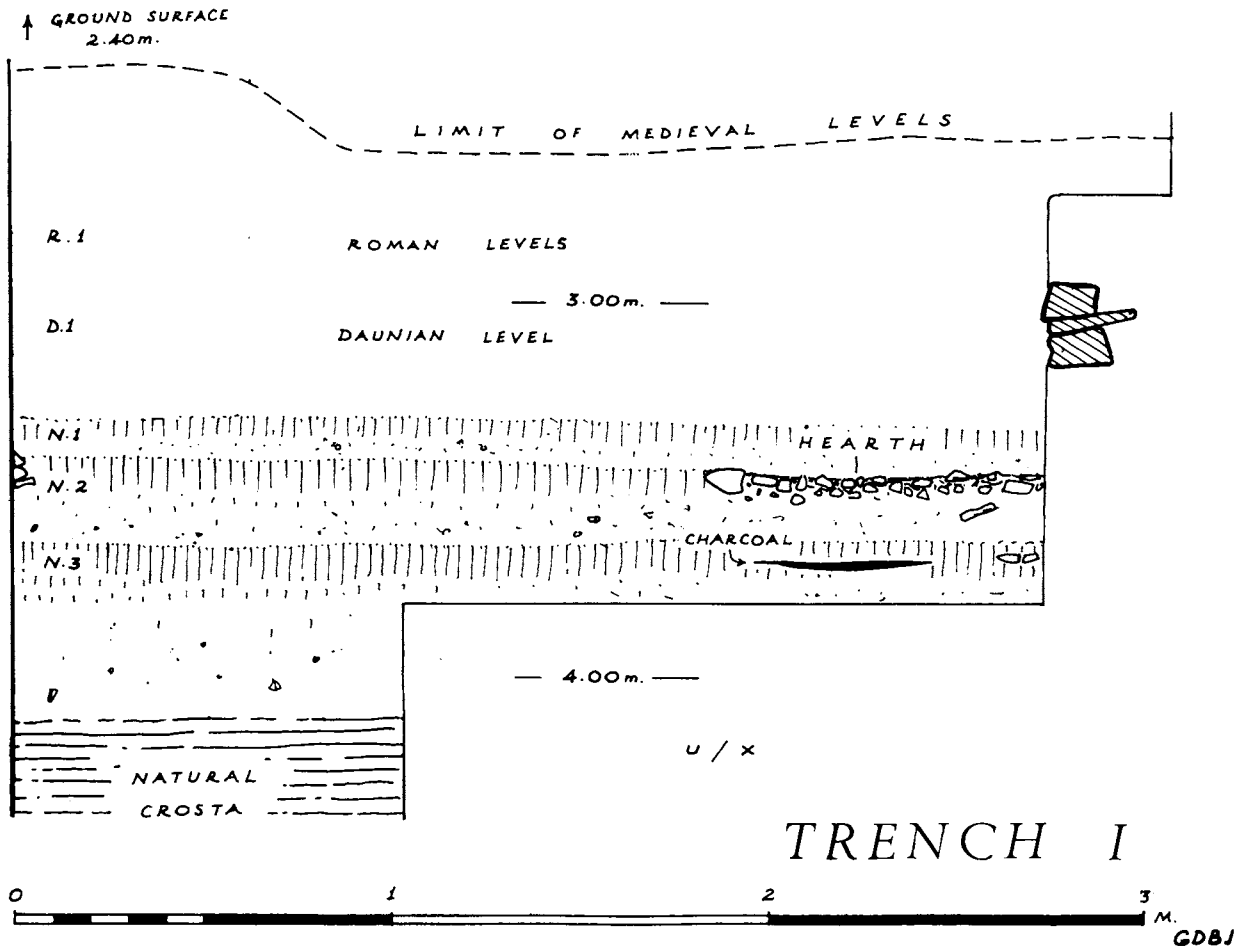 GROUND SURFACE
2.40m.
LIMIT OF MEDIEVAL LEVELS
R.1
ROMAN LEVELS
3.00m.
D.1
DAUNIAN LEVEL
N.1
HEARTH
N.2
CHARCOAL
N.3
4.00m.
U/X
NATURAL
CROSTA
TRENCH I
0 1 2 3
M.
GDBJ